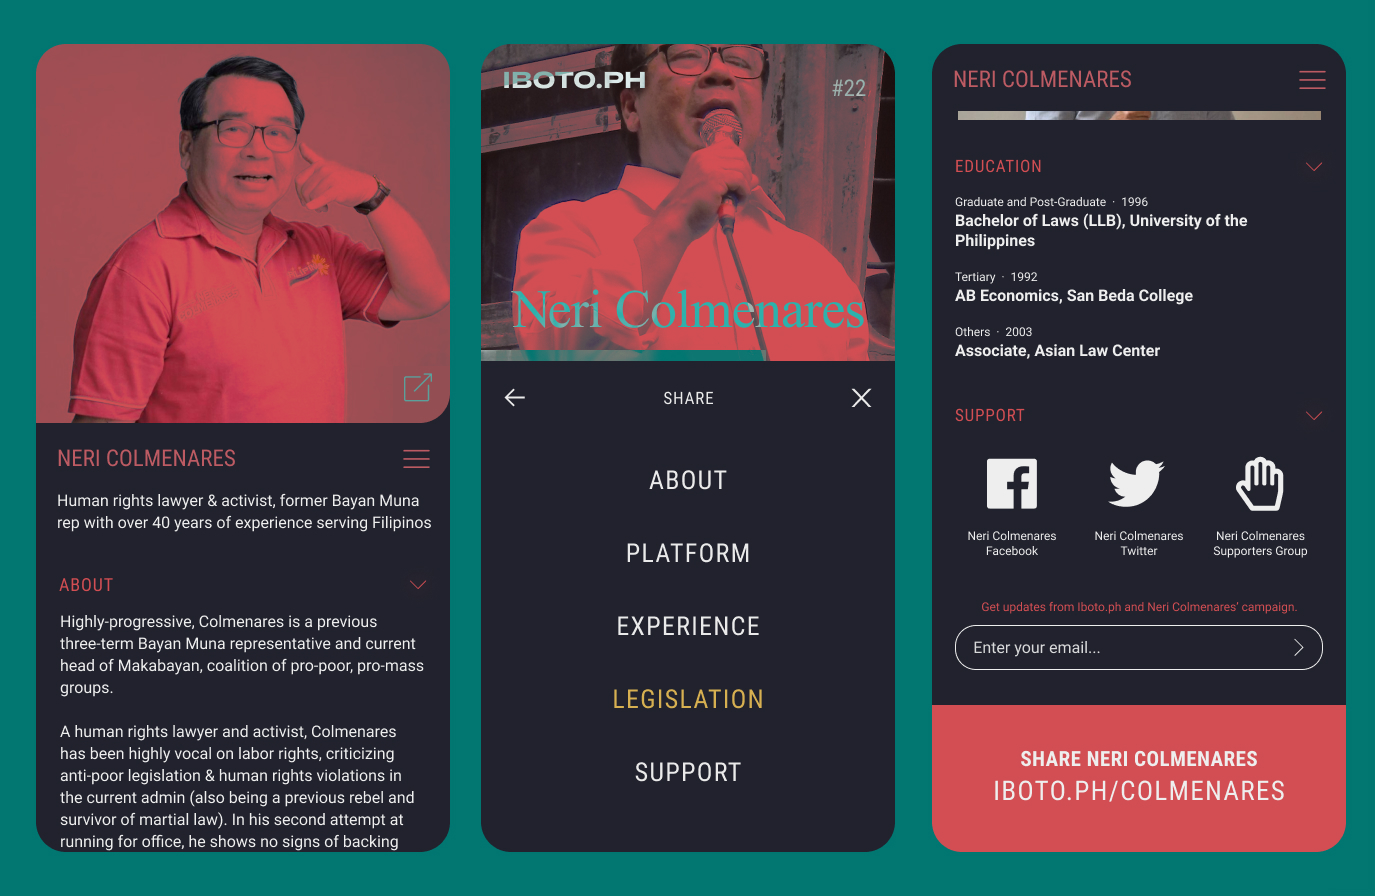 NERI COLMENARES
Human rights lawyer & activist, former Bayan Muna
rep with over 40 years of experience serving Filipinos
ABOUT
Highly-progressive, Colmenares is a previous
three-term Bayan Muna representative and current
head of Makabayan, coalition of pro-poor, pro-mass
groups.
A human rights lawyer and activist, Colmenares
has been highly vocal on labor rights, criticizing
anti-poor legislation & human rights violations in
the current admin (also being a previous rebel and
survivor of martial law). In his second attempt at
running for office, he shows no signs of backing
IBOTO.PH
#22
Neri Colmenares
SHARE
ABOUT
PLATFORM
EXPERIENCE
LEGISLATION
SUPPORT
NERI COLMENARES
EDUCATION
Graduate and Post-Graduate · 1996
Bachelor of Laws (LLB), University of the
Philippines
Tertiary · 1992
AB Economics, San Beda College
Others · 2003
Associate, Asian Law Center
SUPPORT
Neri Colmenares
Facebook
Neri Colmenares
Twitter
Neri Colmenares
Supporters Group
Get updates from Iboto.ph and Neri Colmenares' campaign.
Enter your email...
SHARE NERI COLMENARES
IBOTO.PH/COLMENARES